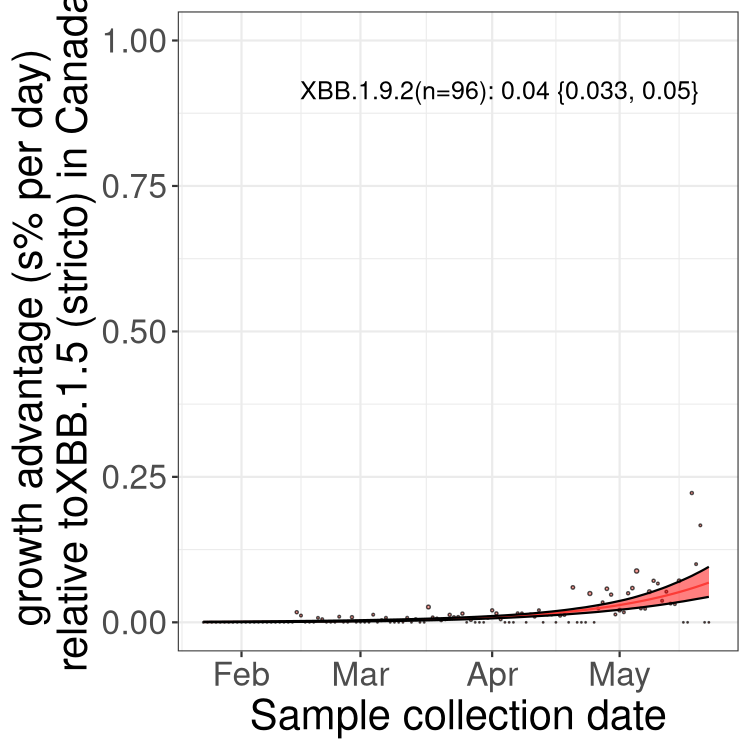 growth advantage (s% per day)
relative toXBB.1.5 (stricto) in Canada
1.00
0.75
0.50
0.25
0.00
XBB.1.9.2(n=96): 0.04 {0.033, 0.05}
Feb Mar Apr May
Sample collection date